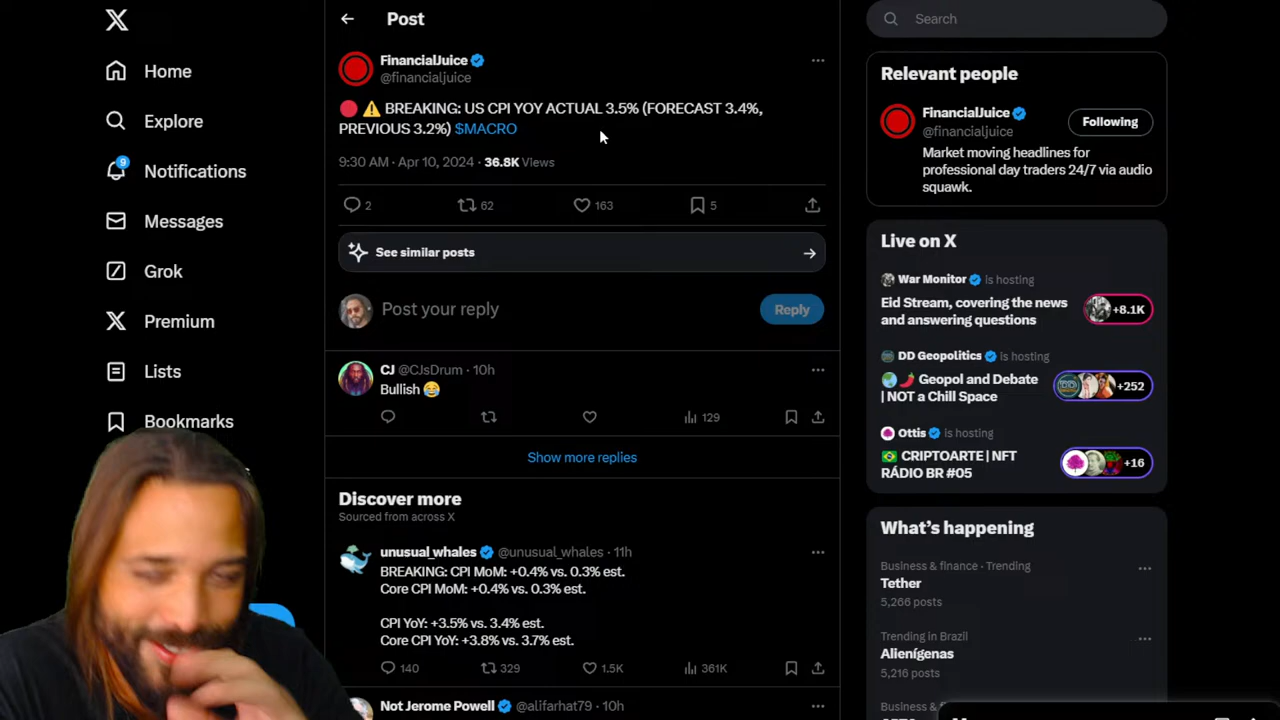 Home
Explore
9
Notifications
Messages
Grok
Premium
Lists
Bookmarks
Post
FinancialJuice
@financialjuice
🔴 ⚠️ BREAKING: US CPI YOY ACTUAL 3.5% (FORECAST 3.4%,
PREVIOUS 3.2%) $MACRO
9:30 AM · Apr 10, 2024 · 36.8K Views
2 62 163 5
See similar posts
Post your reply
Reply
CJ @CJsDrum · 10h
Bullish 😂
129
Show more replies
Discover more
Sourced from across X
unusual_whales @unusual_whales · 11h
BREAKING: CPI MoM: +0.4% vs. 0.3% est.
Core CPI MoM: +0.4% vs. 0.3% est.
CPI YoY: +3.5% vs. 3.4% est.
Core CPI YoY: +3.8% vs. 3.7% est.
140 329 1.5K 361K
Not Jerome Powell @alifarhat79 · 10h
Search
Relevant people
FinancialJuice
@financialjuice
Following
Market moving headlines for
professional day traders 24/7 via audio
squawk.
Live on X
War Monitor is hosting
Eid Stream, covering the news
and answering questions
+8.1K
DD Geopolitics is hosting
🌎🌶️ Geopol and Debate
| NOT a Chill Space
+252
Ottis is hosting
🇧🇷 CRIPTOARTE | NFT
RÁDIO BR #05
+16
What's happening
Business & finance · Trending
Tether
5,266 posts
Trending in Brazil
Alienígenas
5,216 posts